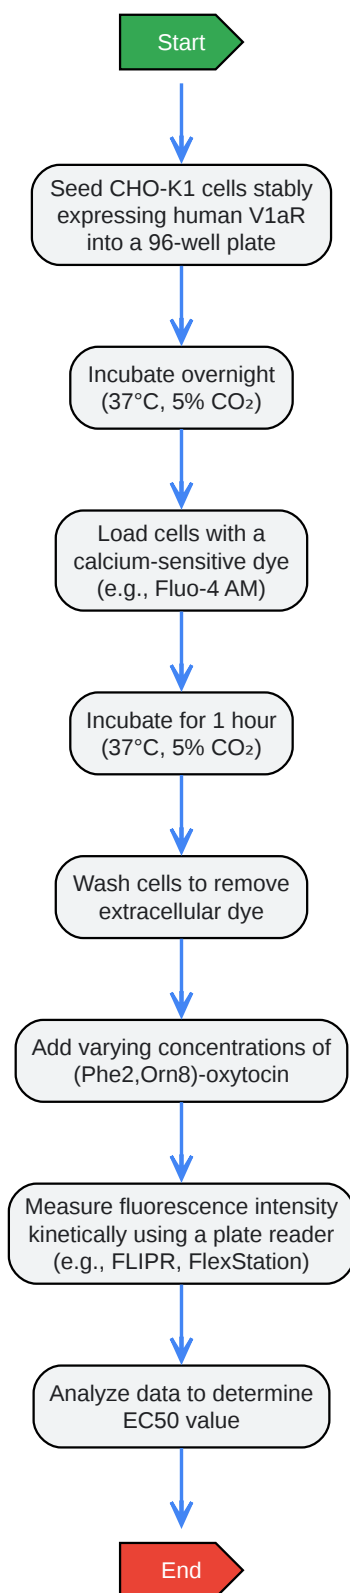 Start
Seed CHO-K1 cells stably
expressing human V1aR
into a 96-well plate
Incubate overnight
(37°C, 5% CO₂)
Load cells with a
calcium-sensitive dye
(e.g., Fluo-4 AM)
Incubate for 1 hour
(37°C, 5% CO₂)
Wash cells to remove
extracellular dye
Add varying concentrations of
(Phe2,Orn8)-oxytocin
Measure fluorescence intensity
kinetically using a plate reader
(e.g., FLIPR, FlexStation)
Analyze data to determine
EC50 value
End